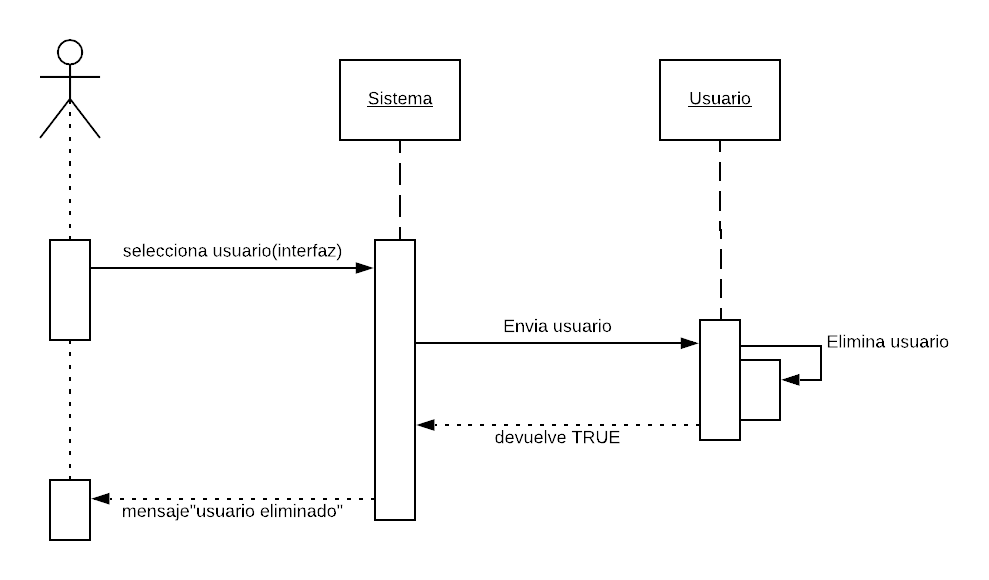 Sistema
Usuario
selecciona usuario(interfaz)
Envia usuario
Elimina usuario
devuelve TRUE
mensaje"usuario eliminado"